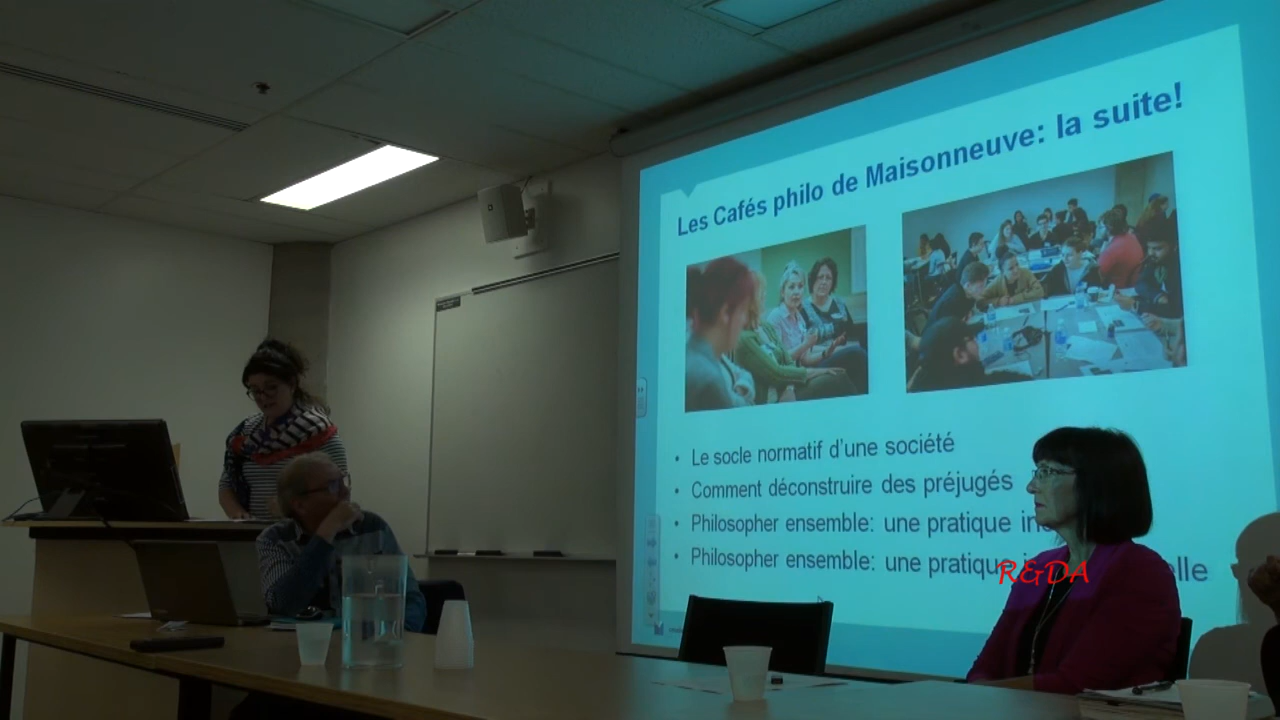 Les Cafés philo de Maisonneuve: la suite!
• Le socle normatif d'une société
• Comment déconstruire des préjugés
• Philosopher ensemble: une pratique
• Philosopher ensemble: une pratique
R&DA